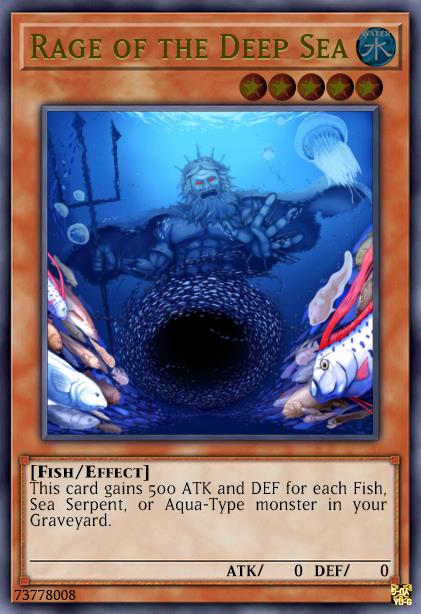 Rage of the Deep Sea
WATER
水
[Fish/Effect]
This card gains 500 ATK and DEF for each Fish,
Sea Serpent, or Aqua-Type monster in your
Graveyard.
ATK/ 0 DEF/ 0
73778008